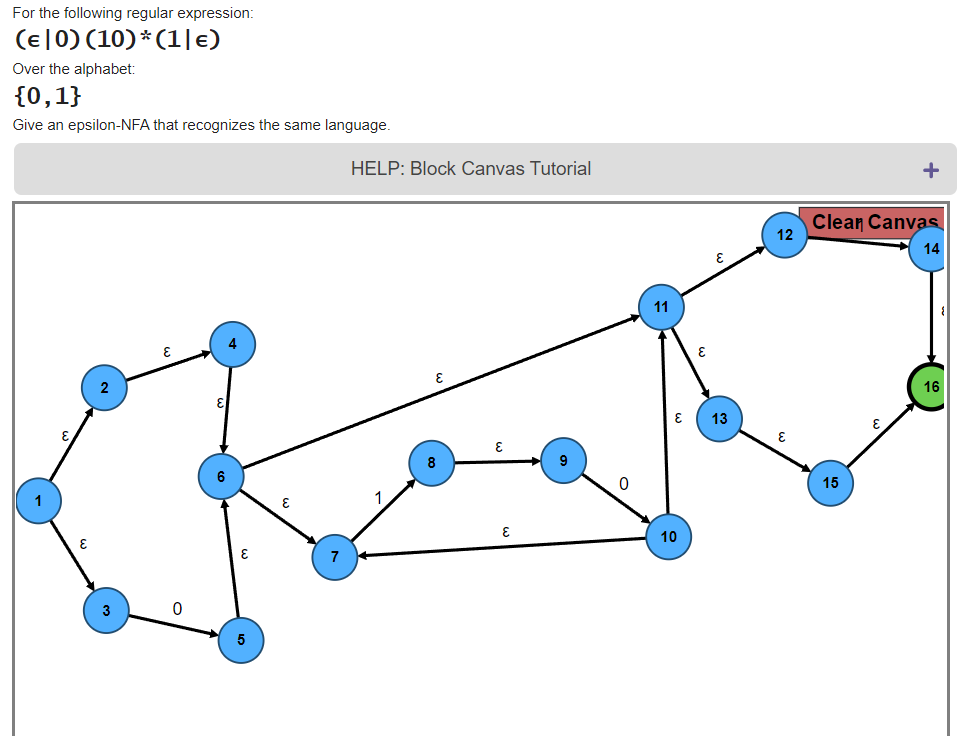 For the following regular expression:
(ϵ|0)(10)*(1|ϵ)
Over the alphabet:
{0,1}
Give an epsilon-NFA that recognizes the same language.
HELP: Block Canvas Tutorial
+
Clear Canvas
12
14
ε
11
4
ε
ε
ε
2
16
ε
ε
13
ε
ε
ε
ε
8
9
6
0
15
1
1
ε
ε
10
ε
ε
7
3
0
5